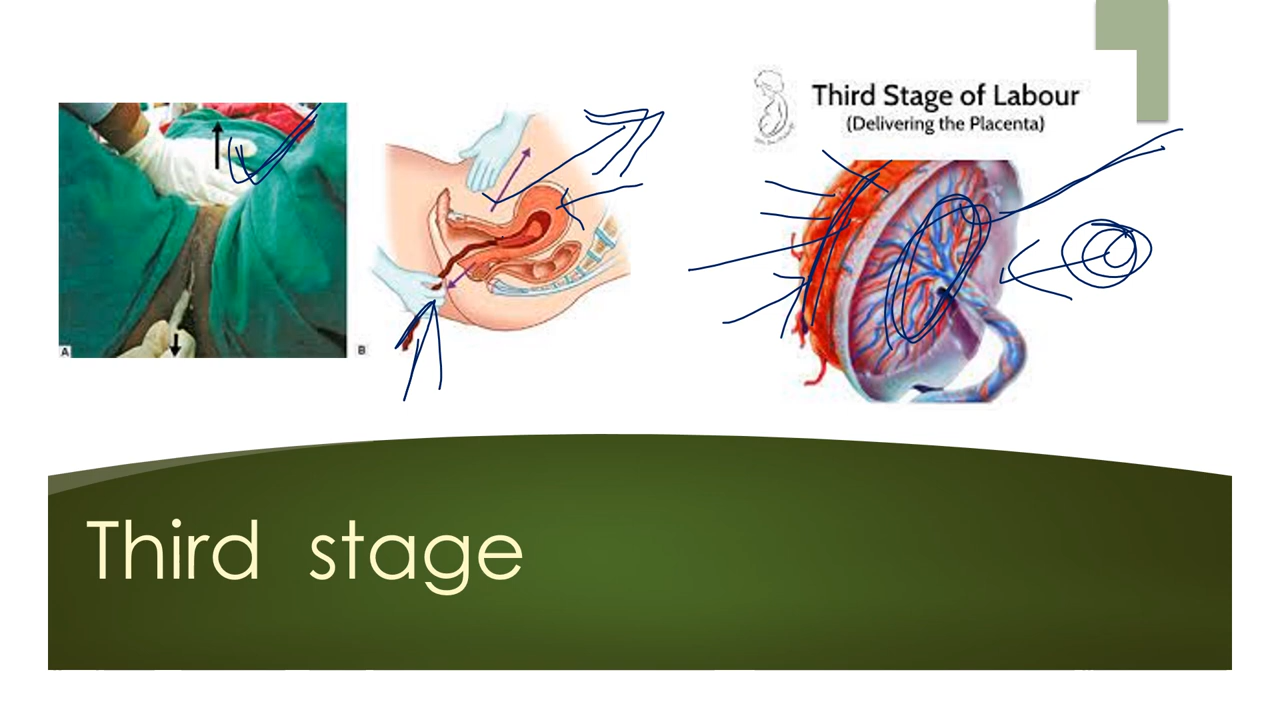 Third Stage of Labour
(Delivering the Placenta)
A
B
Third stage